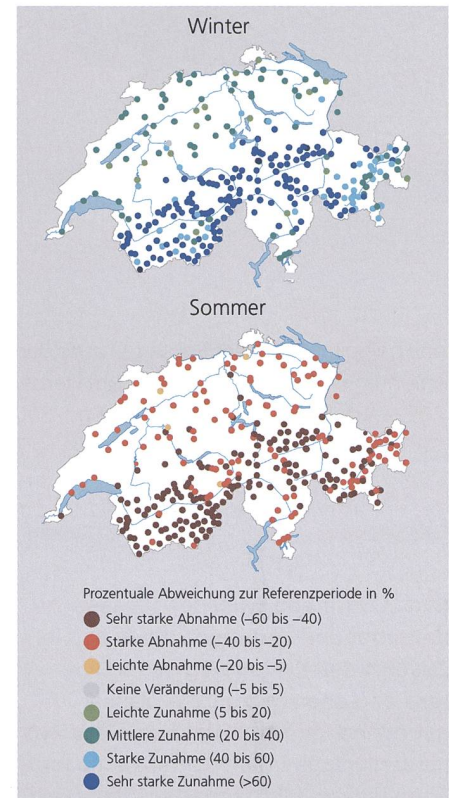 Winter
Sommer
Prozentuale Abweichung zur Referenzperiode in %
Sehr starke Abnahme (–60 bis –40)
Starke Abnahme (–40 bis –20)
Leichte Abnahme (–20 bis –5)
Keine Veränderung (–5 bis 5)
Leichte Zunahme (5 bis 20)
Mittlere Zunahme (20 bis 40)
Starke Zunahme (40 bis 60)
Sehr starke Zunahme (>60)